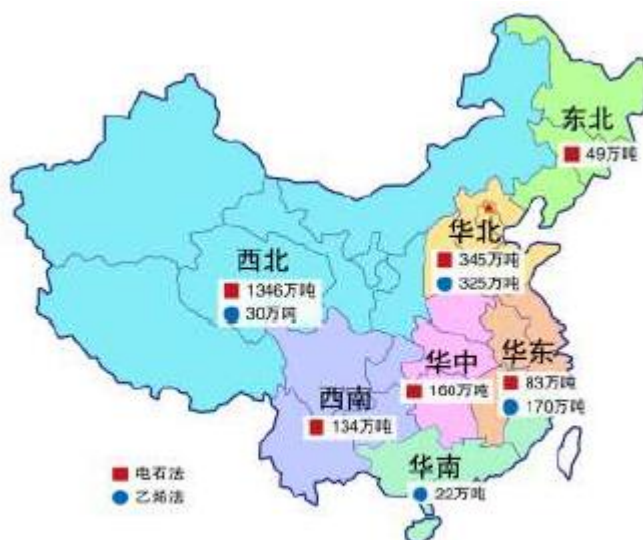 东北
49万吨
华北
345万吨
325万吨
西北
1346万吨
30万吨
华中
160万吨
华东
83万吨
170万吨
西南
134万吨
华南
22万吨
电石法
乙烯法